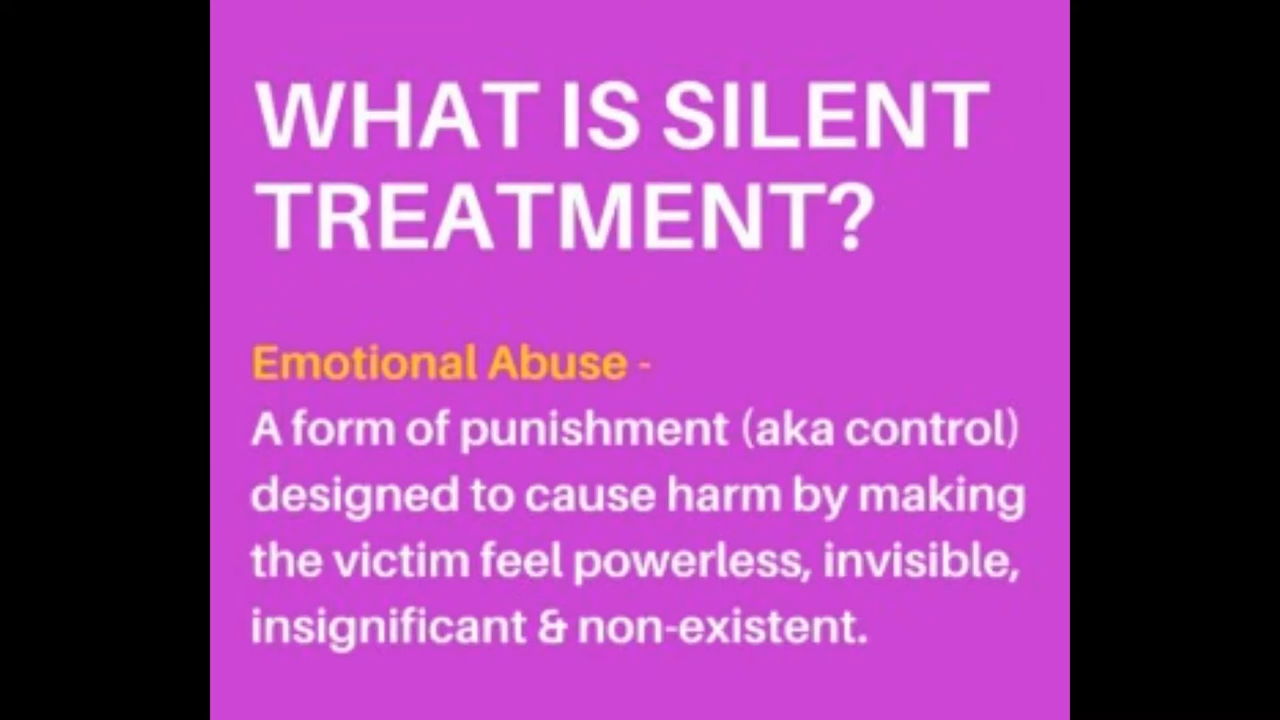 WHAT IS SILENT
TREATMENT?
Emotional Abuse -
A form of punishment (aka control)
designed to cause harm by making
the victim feel powerless, invisible,
insignificant & non-existent.